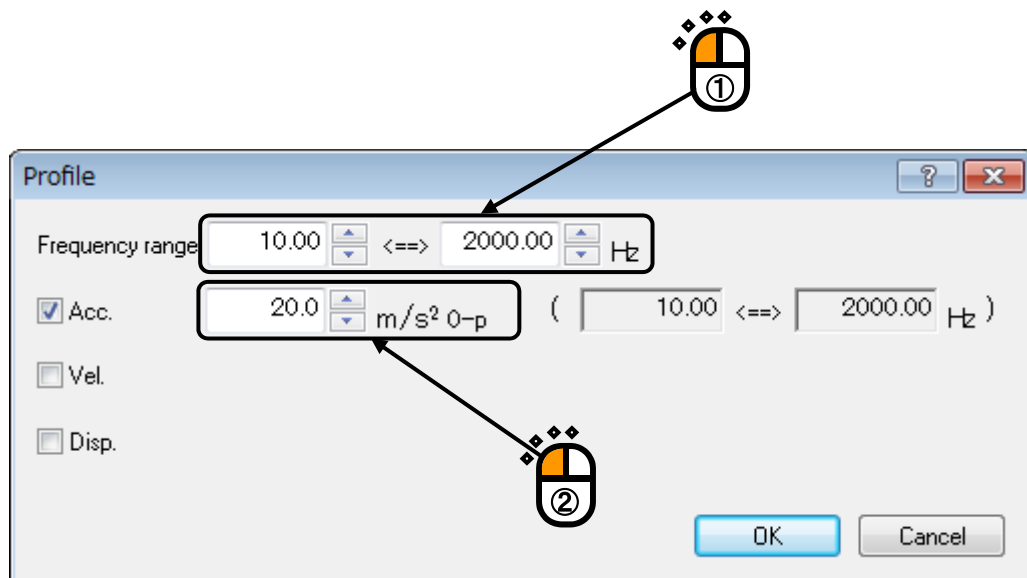 ①
Profile
Frequency range 10.00 <==> 2000.00 Hz
Acc. 20.0 m/s² 0-p ( 10.00 <==> 2000.00 Hz )
Vel.
Disp.
②
OK Cancel